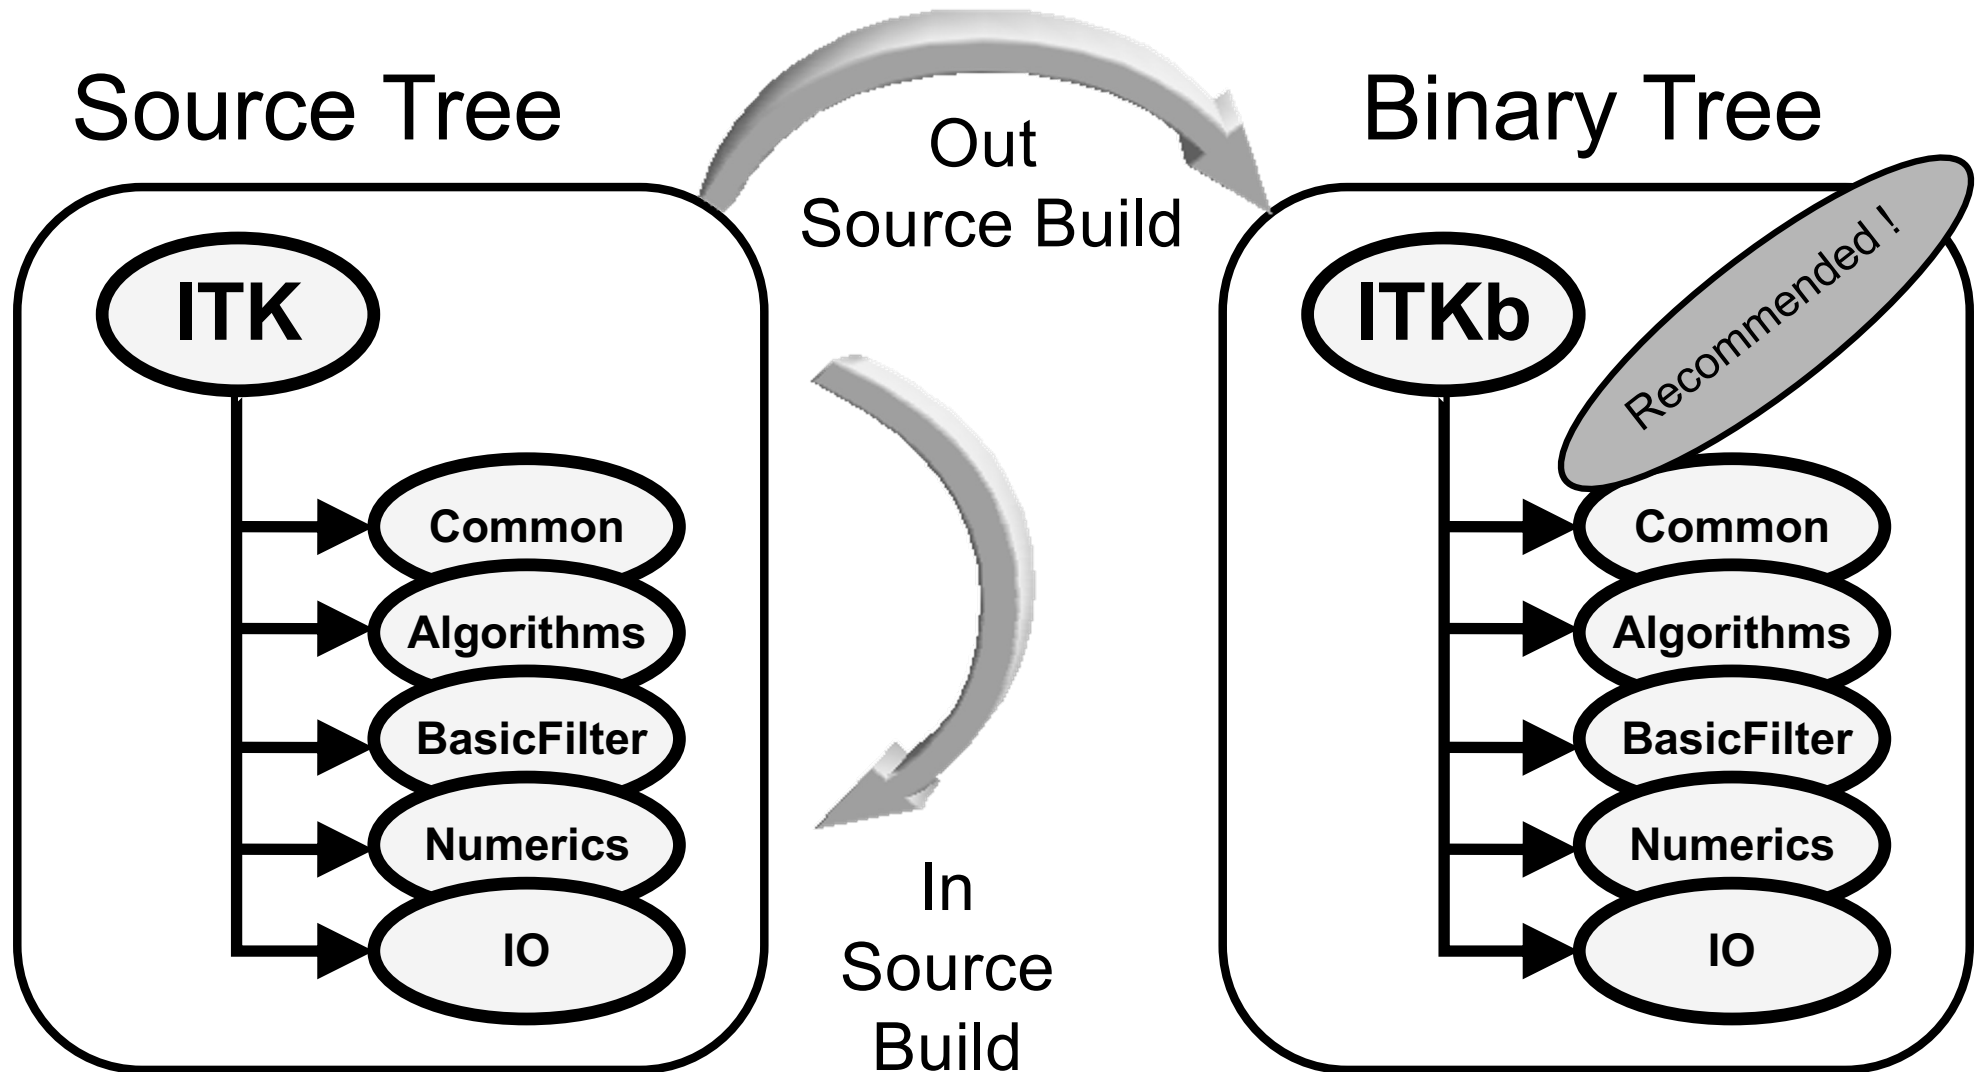 Source Tree
ITK
Common
Algorithms
BasicFilter
Numerics
IO
Out
Source Build
In
Source
Build
Binary Tree
Recommended !
ITKb
Common
Algorithms
BasicFilter
Numerics
IO